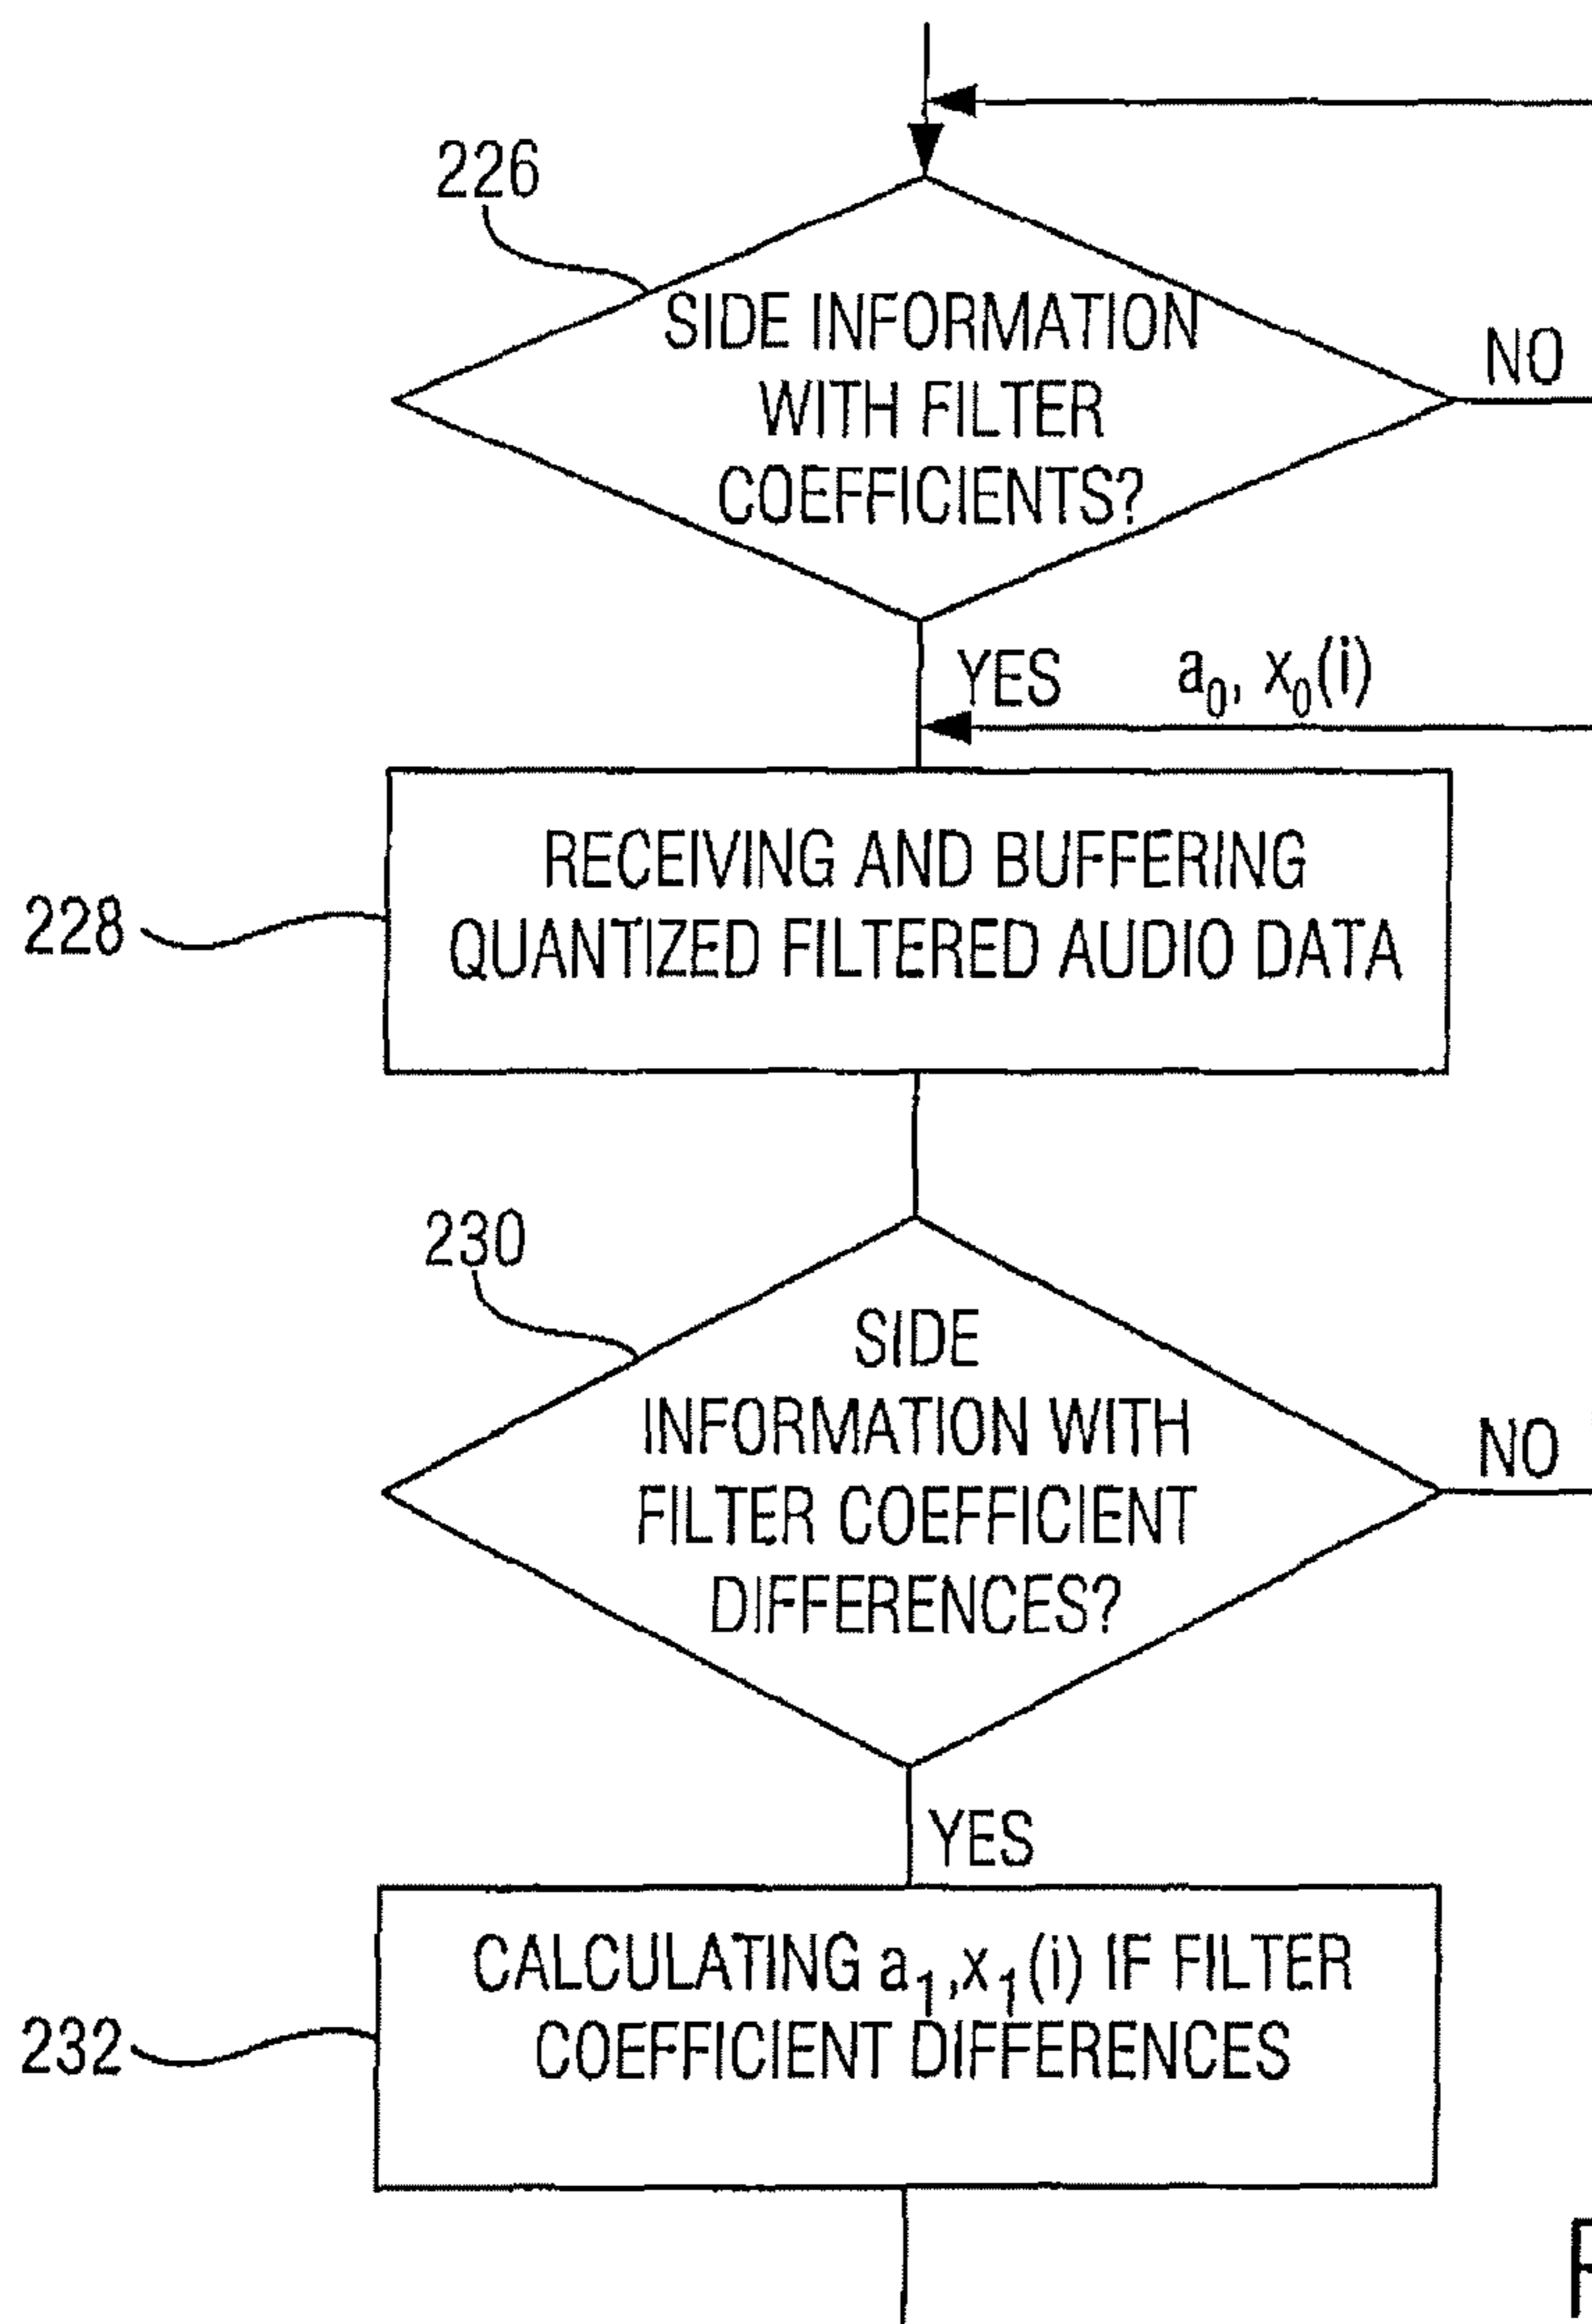 226
SIDE INFORMATION
WITH FILTER
COEFFICIENTS?
NO
YES
a₀, x₀(i)
228
RECEIVING AND BUFFERING
QUANTIZED FILTERED AUDIO DATA
230
SIDE
INFORMATION WITH
FILTER COEFFICIENT
DIFFERENCES?
NO
YES
232
CALCULATING a₁,x₁(i) IF FILTER
COEFFICIENT DIFFERENCES